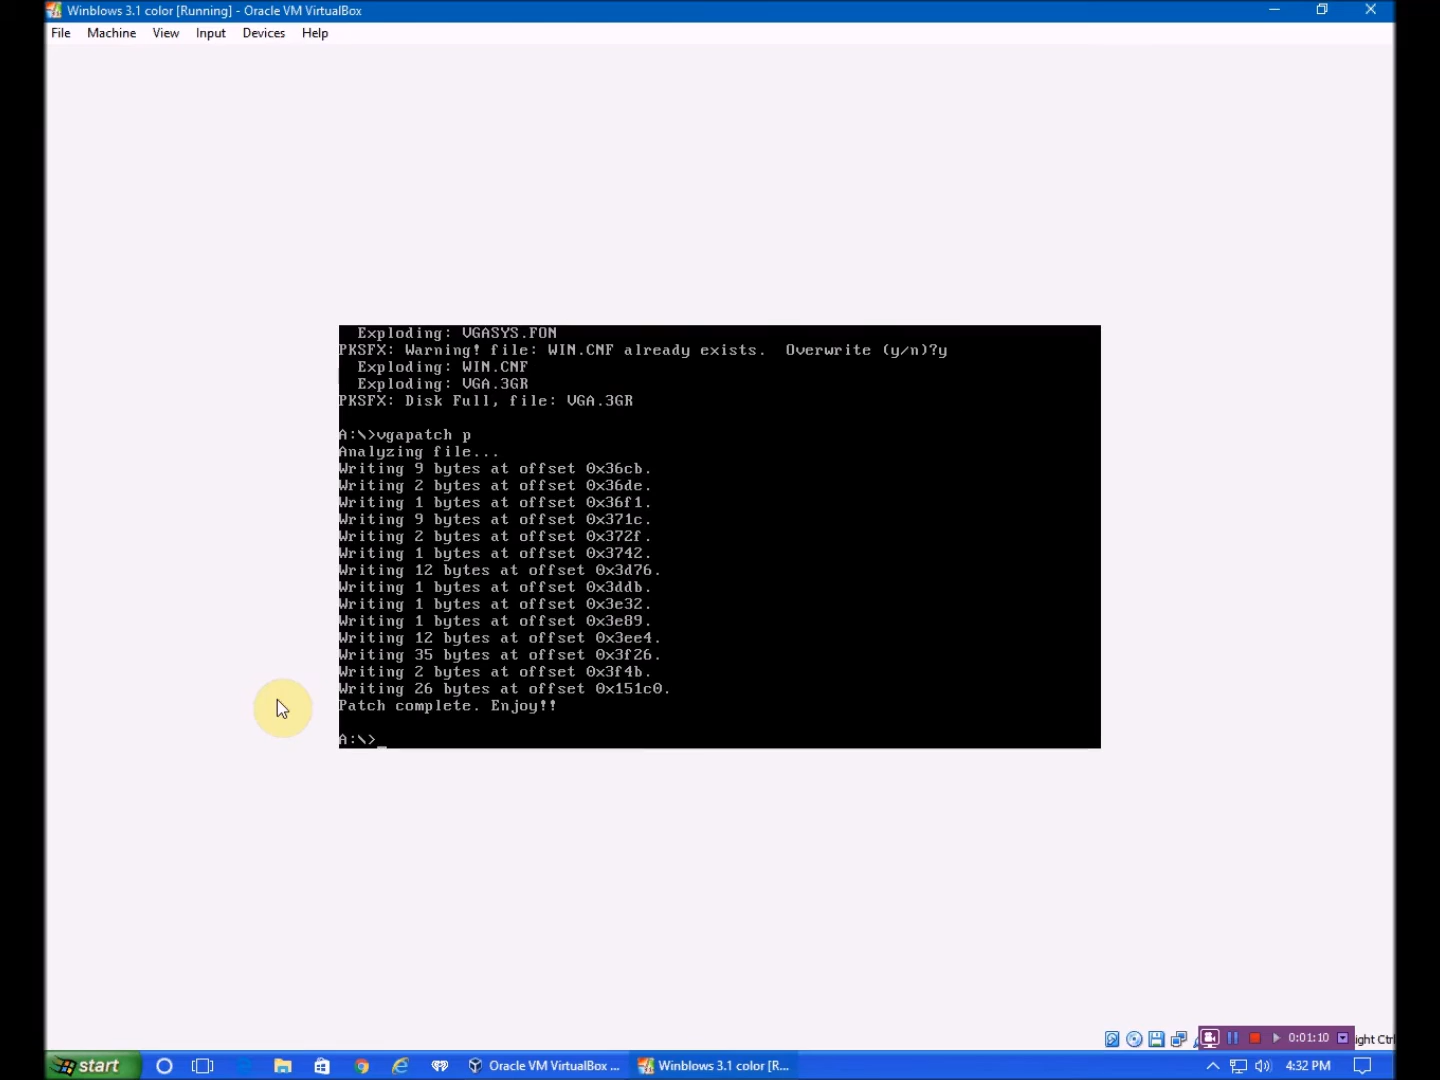 Winblows 3.1 color [Running] - Oracle VM VirtualBox
File Machine View Input Devices Help
Exploding: VGASYS.FON
PKSFX: Warning! file: WIN.CNF already exists. Overwrite (y/n)?y
Exploding: WIN.CNF
Exploding: VGA.3GR
PKSFX: Disk Full, file: VGA.3GR
A:\>vgapatch p
Analyzing file...
Writing 9 bytes at offset 0x36cb.
Writing 2 bytes at offset 0x36de.
Writing 1 bytes at offset 0x36f1.
Writing 9 bytes at offset 0x371c.
Writing 2 bytes at offset 0x372f.
Writing 1 bytes at offset 0x3742.
Writing 12 bytes at offset 0x3d76.
Writing 1 bytes at offset 0x3ddb.
Writing 1 bytes at offset 0x3e32.
Writing 1 bytes at offset 0x3e89.
Writing 12 bytes at offset 0x3ee4.
Writing 35 bytes at offset 0x3f26.
Writing 2 bytes at offset 0x3f4b.
Writing 26 bytes at offset 0x151c0.
Patch complete. Enjoy!!
A:\>_
0:01:10 ight Ctrl
start Oracle VM VirtualBox ... Winblows 3.1 color [R... 4:32 PM